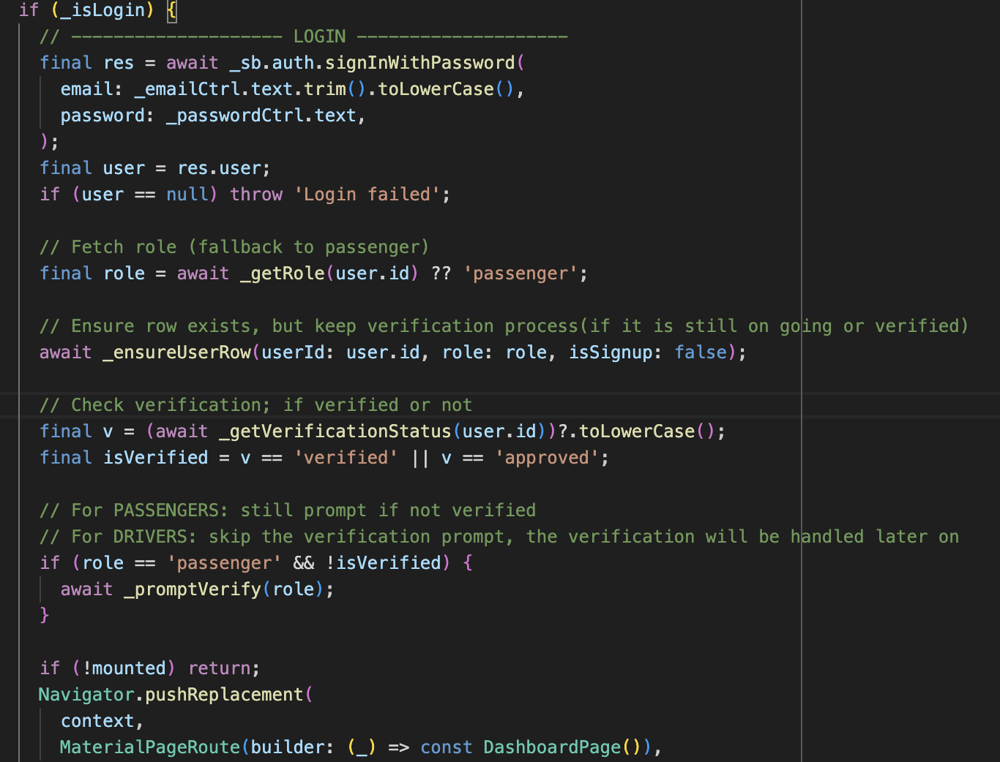 if (_isLogin) {
// -------------------- LOGIN --------------------
final res = await _sb.auth.signInWithPassword(
email: _emailCtrl.text.trim().toLowerCase(),
password: _passwordCtrl.text,
);
final user = res.user;
if (user == null) throw 'Login failed';
// Fetch role (fallback to passenger)
final role = await _getRole(user.id) ?? 'passenger';
// Ensure row exists, but keep verification process(if it is still on going or verified)
await _ensureUserRow(userId: user.id, role: role, isSignup: false);
// Check verification; if verified or not
final v = (await _getVerificationStatus(user.id))?.toLowerCase();
final isVerified = v == 'verified' || v == 'approved';
// For PASSENGERS: still prompt if not verified
// For DRIVERS: skip the verification prompt, the verification will be handled later on
if (role == 'passenger' && !isVerified) {
await _promptVerify(role);
}
if (!mounted) return;
Navigator.pushReplacement(
context,
MaterialPageRoute(builder: (_) => const DashboardPage()),